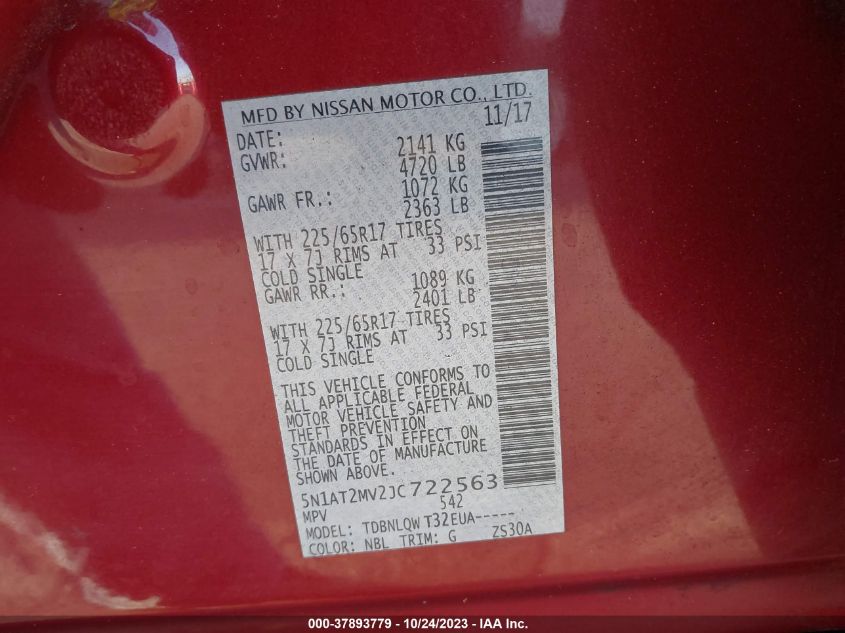 MFD BY NISSAN MOTOR CO., LTD.
DATE: 11/17
GVWR: 2141 KG
4720 LB
GAWR FR.: 1072 KG
2363 LB
WITH 225/65R17 TIRES
17 X 7J RIMS AT 33 PSI
COLD SINGLE
GAWR RR.: 1089 KG
2401 LB
WITH 225/65R17 TIRES
17 X 7J RIMS AT 33 PSI
COLD SINGLE
THIS VEHICLE CONFORMS TO
ALL APPLICABLE FEDERAL
MOTOR VEHICLE SAFETY AND
THEFT PREVENTION
STANDARDS IN EFFECT ON
THE DATE OF MANUFACTURE
SHOWN ABOVE.
5N1AT2MV2JC722563
MPV 542
MODEL: TDBNLQW T32EUA-----
COLOR: NBL TRIM: G ZS30A
000-37893779 - 10/24/2023 - IAA Inc.